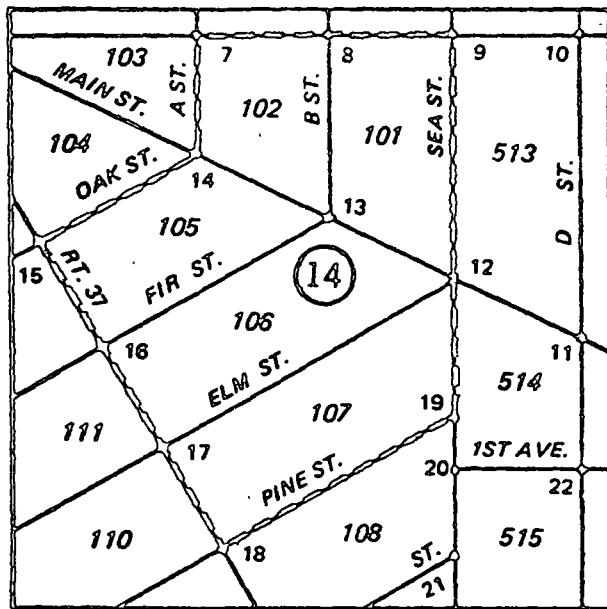 103
7
8
9
10
MAIN ST.
A ST.
102
B ST.
101
SEA ST.
513
104
OAK ST.
14
D ST.
105
13
15
RT. 37
FIR ST.
14
12
16
106
11
ELM ST.
514
107
19
111
17
PINE ST.
20
1ST AVE.
22
110
18
108
ST.
21
515